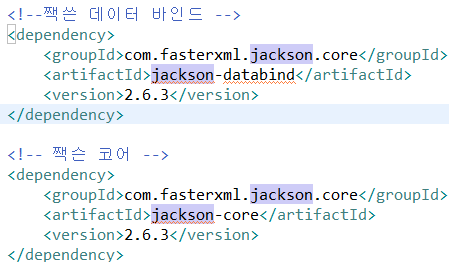 <!--짹쓴 데이터 바인드 -->
<dependency>
<groupId>com.fasterxml.jackson.core</groupId>
<artifactId>jackson-databind</artifactId>
<version>2.6.3</version>
</dependency>
<!-- 짹슨 코어 -->
<dependency>
<groupId>com.fasterxml.jackson.core</groupId>
<artifactId>jackson-core</artifactId>
<version>2.6.3</version>
</dependency>